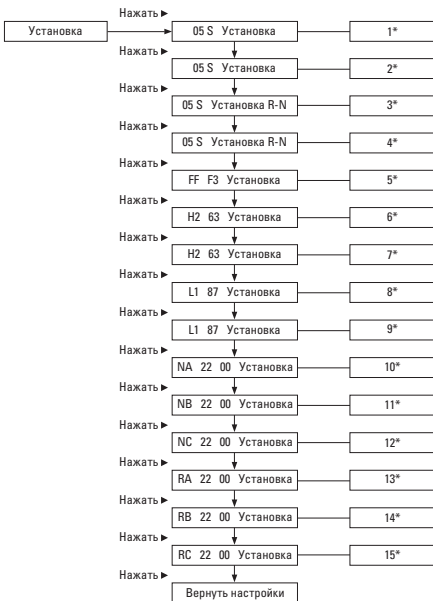 Нажать ►
Установка 05 S Установка 1*
Нажать ►
05 S Установка 2*
Нажать ►
05 S Установка R-N 3*
Нажать ►
05 S Установка R-N 4*
Нажать ►
FF F3 Установка 5*
Нажать ►
H2 63 Установка 6*
Нажать ►
H2 63 Установка 7*
Нажать ►
L1 87 Установка 8*
Нажать ►
L1 87 Установка 9*
Нажать ►
NA 22 00 Установка 10*
Нажать ►
NB 22 00 Установка 11*
Нажать ►
NC 22 00 Установка 12*
Нажать ►
RA 22 00 Установка 13*
Нажать ►
RB 22 00 Установка 14*
Нажать ►
RC 22 00 Установка 15*
Нажать ►
Вернуть настройки